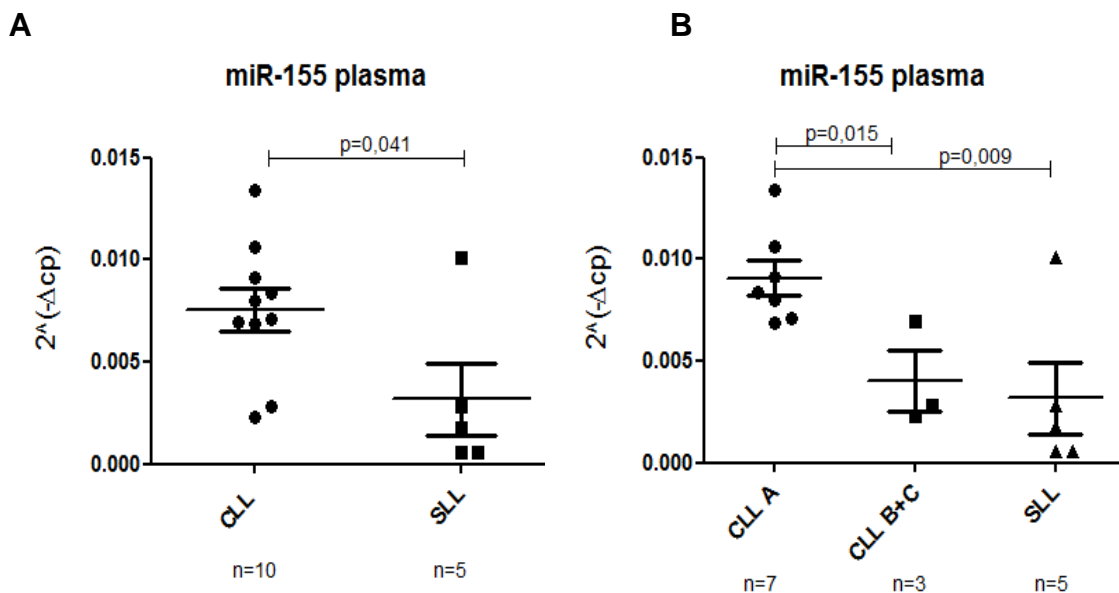 A
miR-155 plasma
p=0,041
0.015
0.010
0.005
0.000
2^(-Δcp)
CLL
SLL
n=10
n=5
B
miR-155 plasma
p=0,015
p=0,009
0.015
0.010
0.005
0.000
2^(-Δcp)
CLL A
CLL B+C
SLL
n=7
n=3
n=5